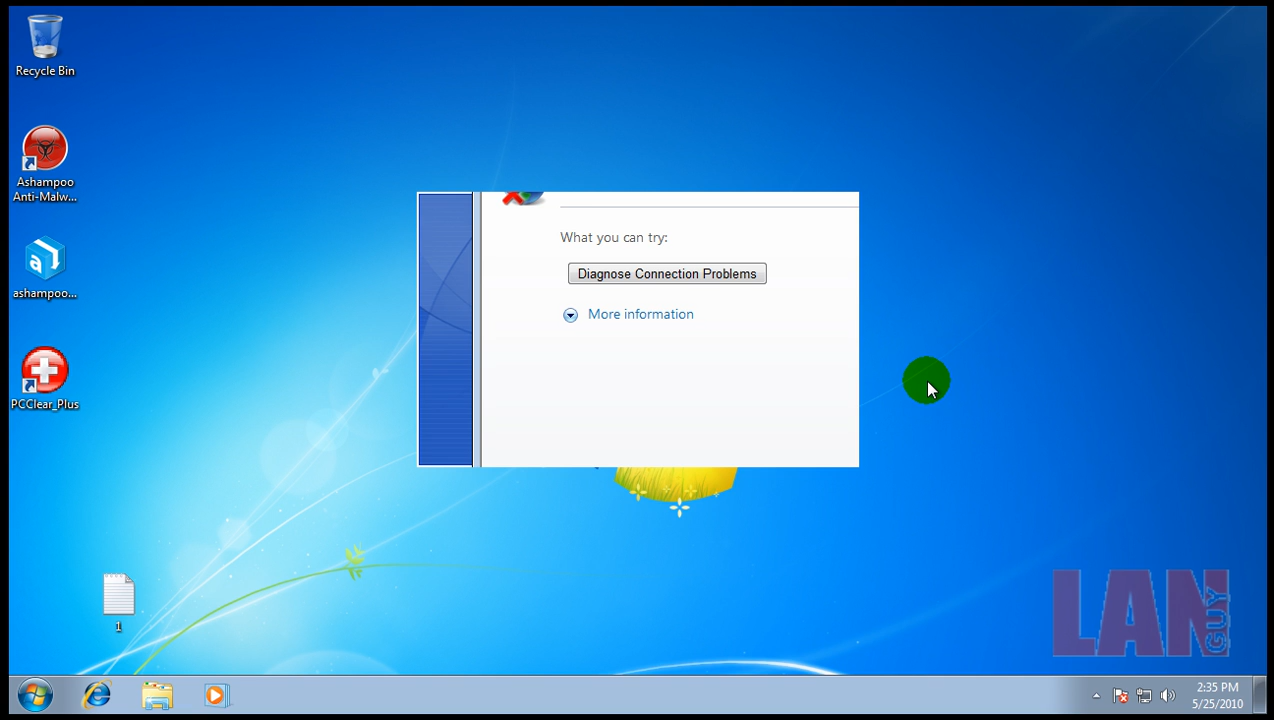 Recycle Bin
Ashampoo
Anti-Malw...
ashampoo...
PCClear_Plus
1
What you can try:
Diagnose Connection Problems
More information
LAN
GUY
2:35 PM
5/25/2010